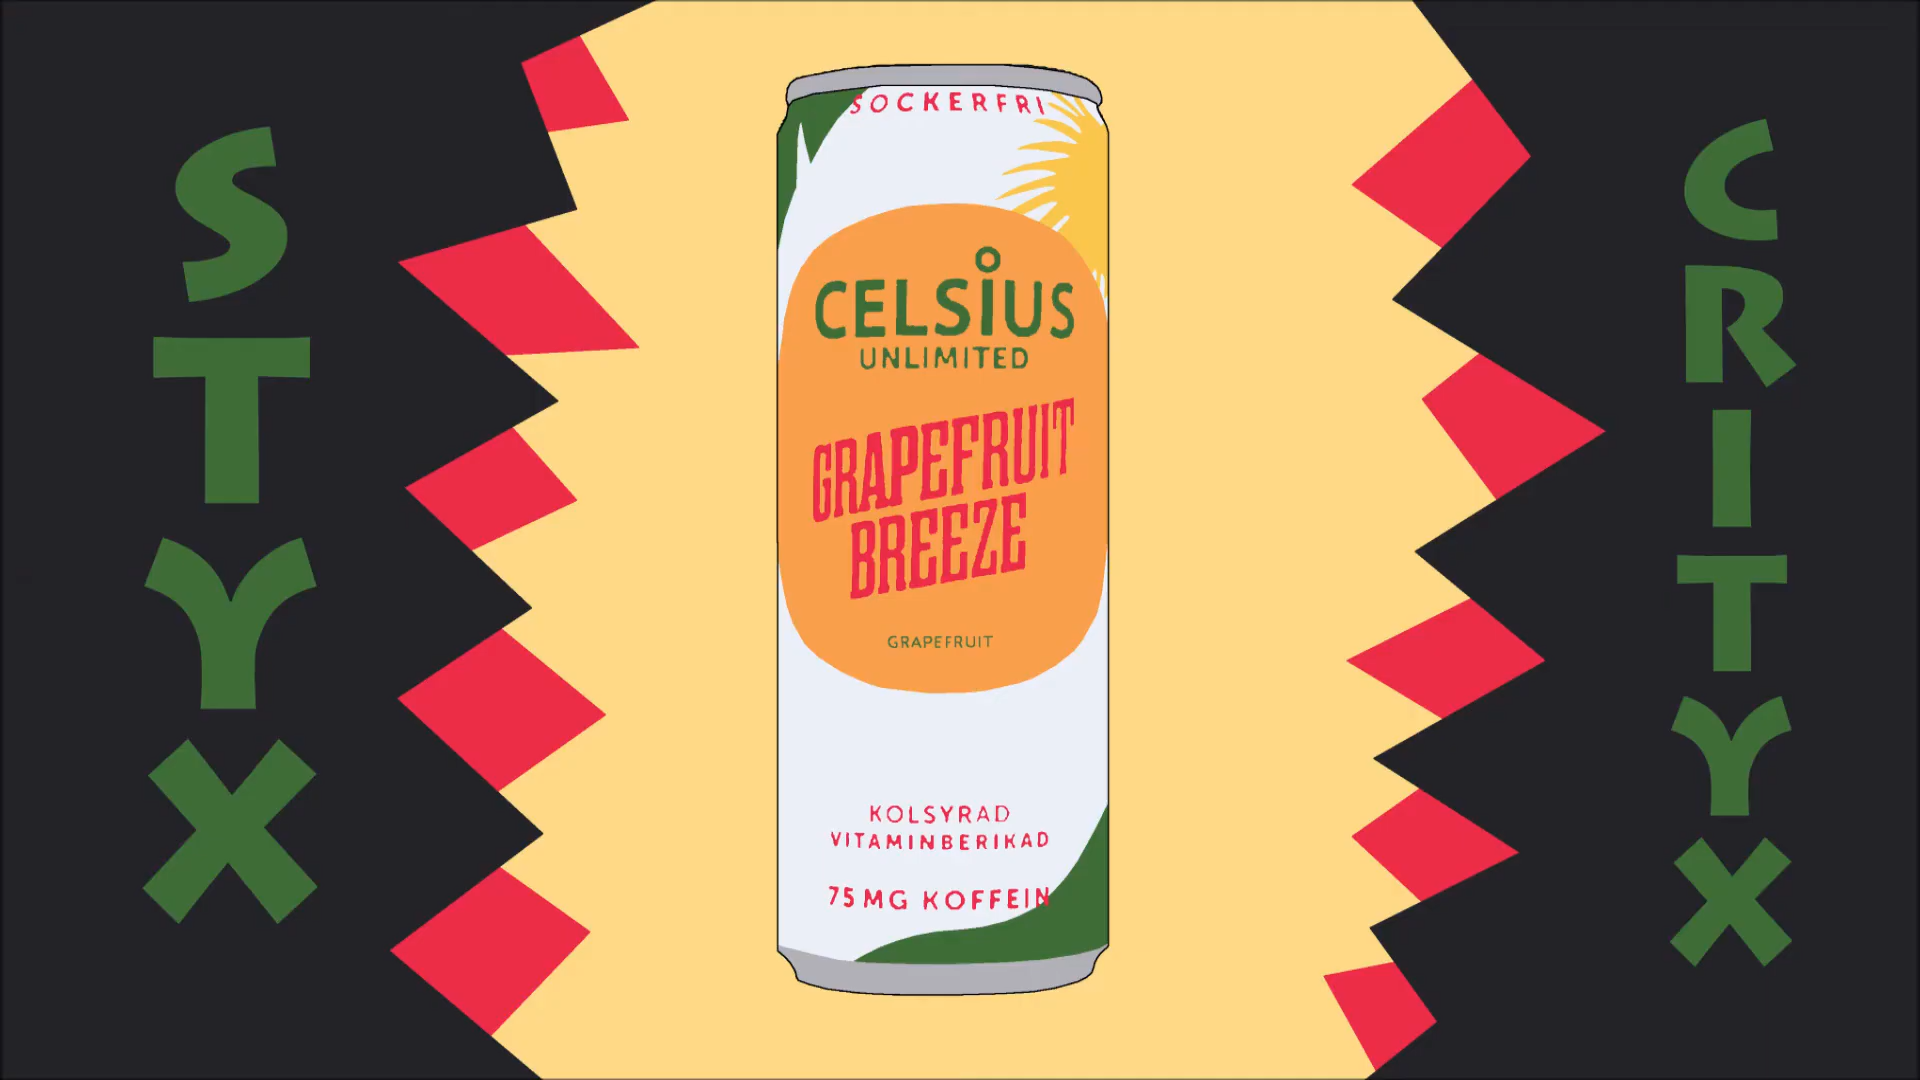 STYX
SOCKERFRI
CELSIUS
UNLIMITED
GRAPEFRUIT
BREEZE
GRAPEFRUIT
KOLSYRAD
VITAMINBERIKAD
75 MG KOFFEIN
CRITYX